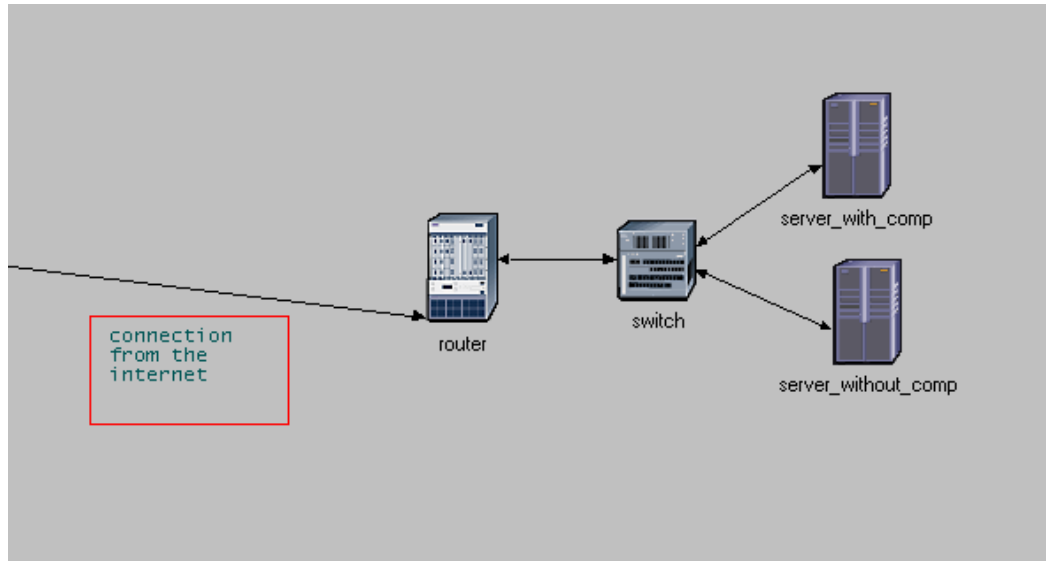 server_with_comp
switch
router
connection
from the
internet
server_without_comp